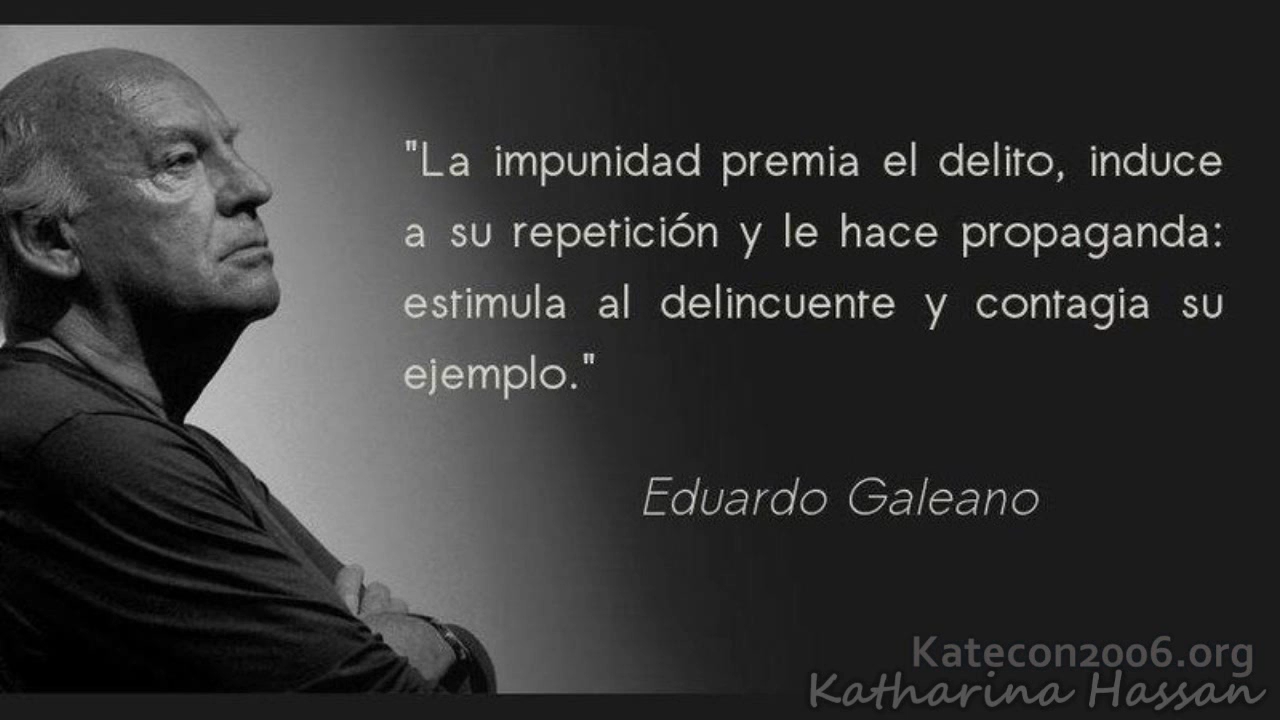 "La impunidad premia el delito, induce
a su repetición y le hace propaganda:
estimula al delincuente y contagia su
ejemplo."
Eduardo Galeano
Katecon2006.org
Katharina Hassan